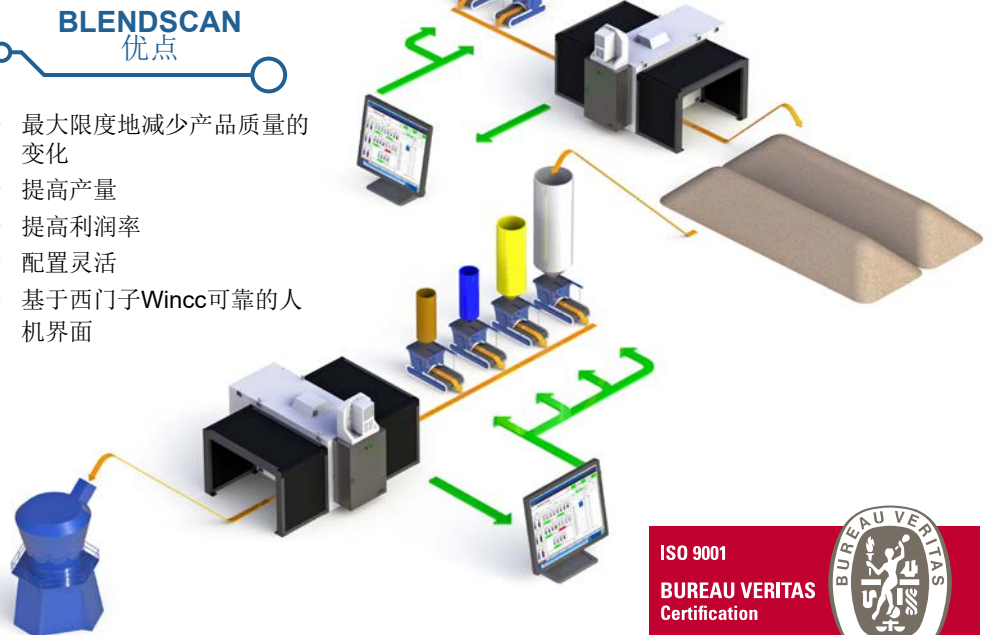 BLENDSCAN
优点
最大限度地减少产品质量的
变化
提高产量
提高利润率
配置灵活
基于西门子Wincc可靠的人
机界面
ISO 9001
BUREAU VERITAS
Certification
BUREAU VERITAS